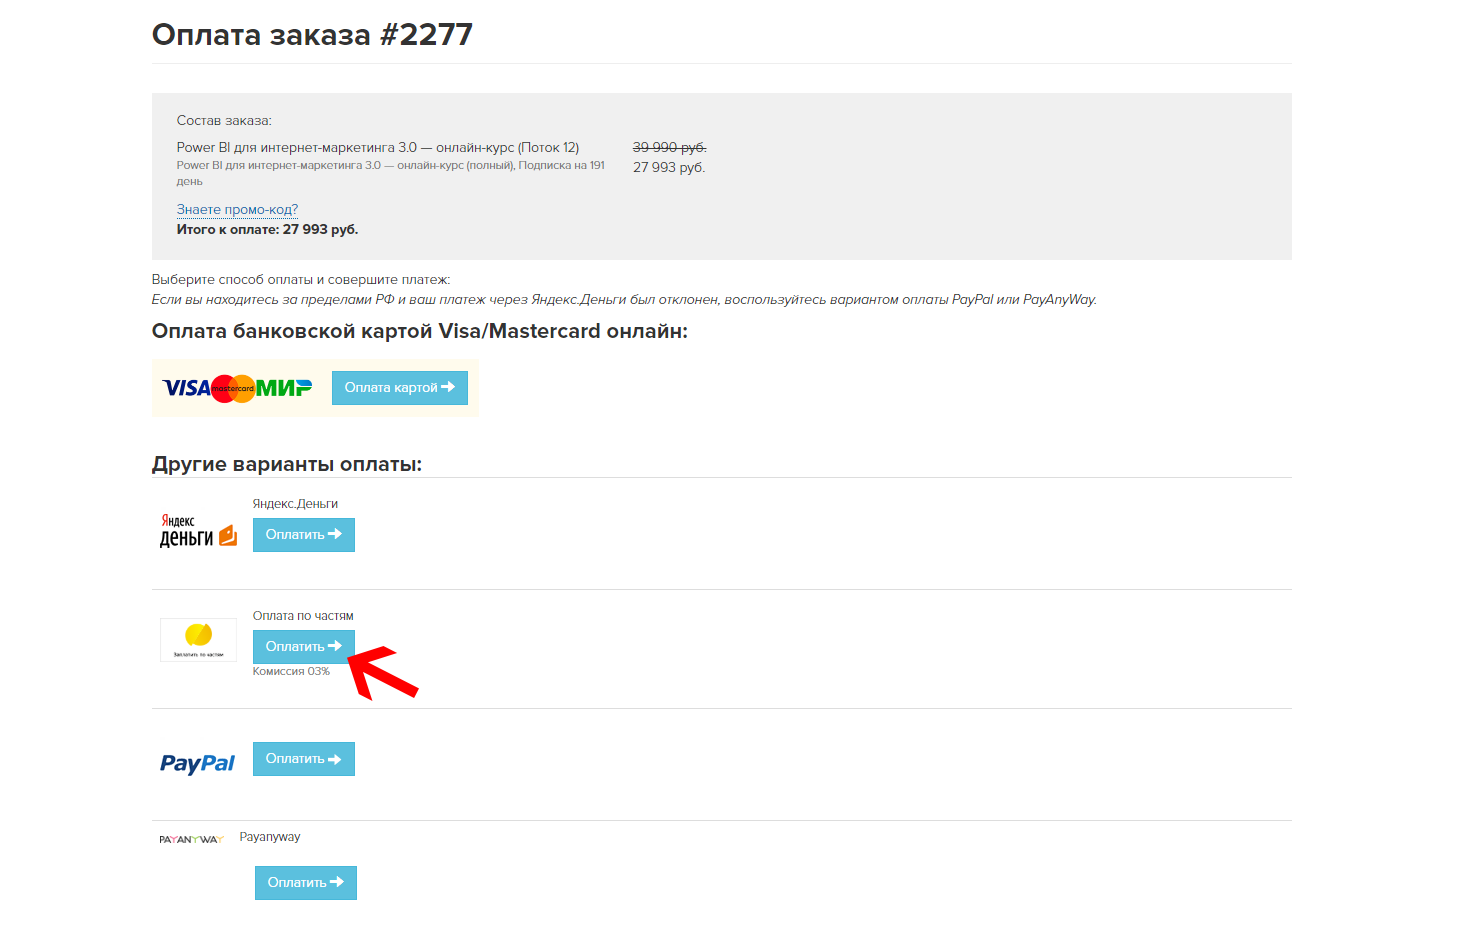 Оплата заказа #2277
Состав заказа:
Power BI для интернет-маркетинга 3.0 — онлайн-курс (Поток 12)
39 990 руб.
Power BI для интернет-маркетинга 3.0 — онлайн-курс (полный), Подписка на 191
день
27 993 руб.
Знаете промо-код?
Итого к оплате: 27 993 руб.
Выберите способ оплаты и совершите платеж:
Если вы находитесь за пределами РФ и ваш платеж через Яндекс.Деньги был отклонен, воспользуйтесь вариантом оплаты PayPal или PayAnyWay.
Оплата банковской картой Visa/Mastercard онлайн:
VISA mastercard МИР
Оплата картой
Другие варианты оплаты:
Яндекс.Деньги
Яндекс
деньги
Оплатить
Оплата по частям
Заплатить по частям
Оплатить
Комиссия 03%
PayPal
Оплатить
PAYANYWAY
Payanyway
Оплатить